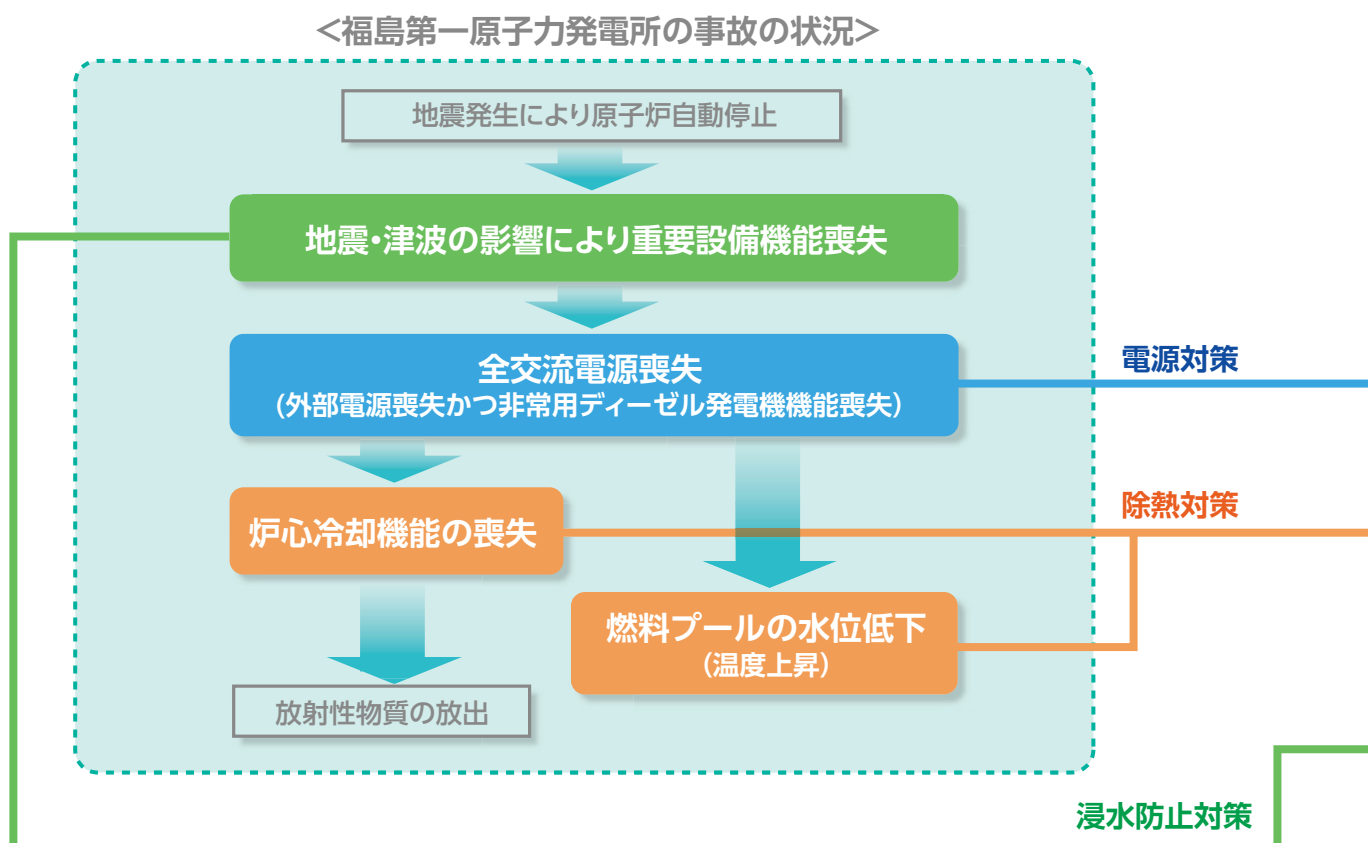 <福島第一原子力発電所の事故の状況>
地震発生により原子炉自動停止
地震・津波の影響により重要設備機能喪失
全交流電源喪失
(外部電源喪失かつ非常用ディーゼル発電機機能喪失)
電源対策
炉心冷却機能の喪失
除熱対策
燃料プールの水位低下
(温度上昇)
放射性物質の放出
浸水防止対策